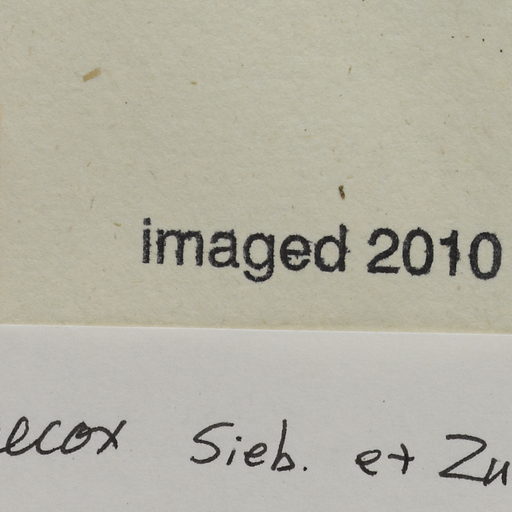 imaged 2010
ecox Sieb. et Zu